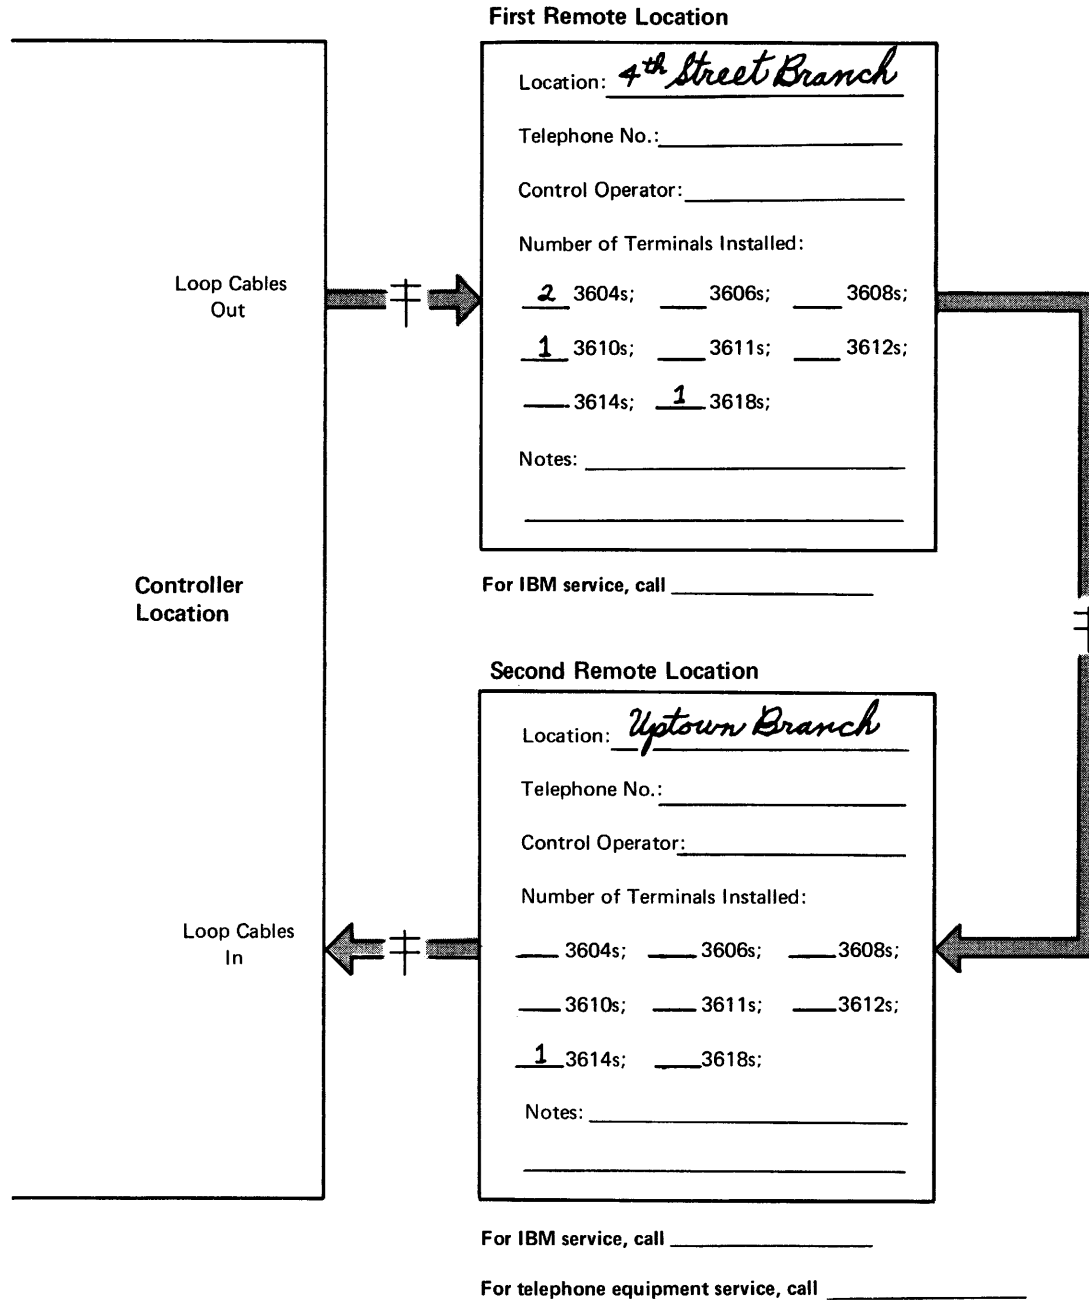 First Remote Location
Location: 4th Street Branch
Telephone No.:
Control Operator:
Number of Terminals Installed:
Loop Cables
Out
2 3604s; 3606s; 3608s;
1 3610s; 3611s; 3612s;
3614s; 1 3618s;
Notes:
Controller
Location
For IBM service, call
Second Remote Location
Location: Uptown Branch
Telephone No.:
Control Operator:
Number of Terminals Installed:
Loop Cables
In
3604s; 3606s; 3608s;
3610s; 3611s; 3612s;
1 3614s; 3618s;
Notes:
For IBM service, call
For telephone equipment service, call